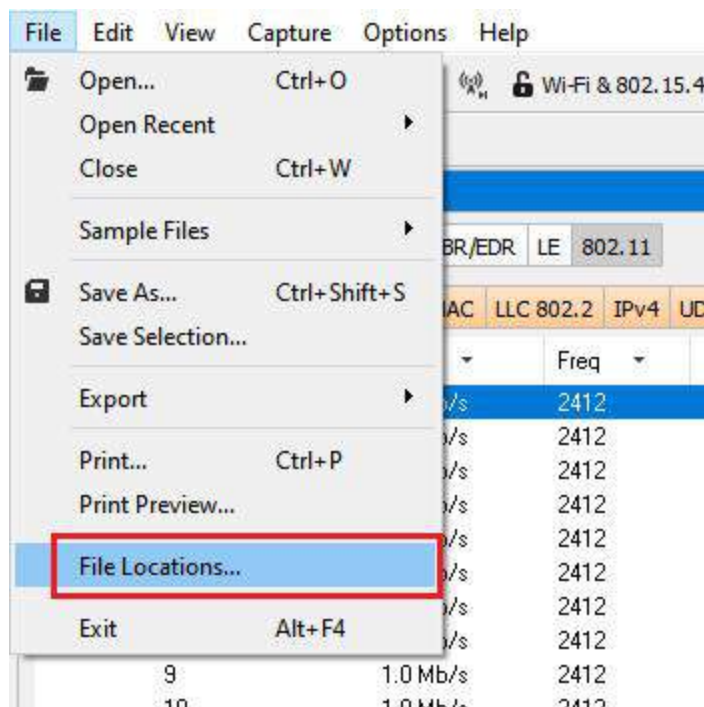 File Edit View Capture Options Help
Open... Ctrl+O
Wi-Fi & 802.15.4
Open Recent
Close Ctrl+W
Sample Files
BR/EDR LE 802.11
Save As... Ctrl+Shift+S
LLC 802.2 IPv4
Save Selection...
Freq
Export
2412
2412
Print... Ctrl+P
2412
Print Preview...
2412
2412
File Locations...
2412
2412
Exit Alt+F4
2412
9 1.0 Mb/s 2412